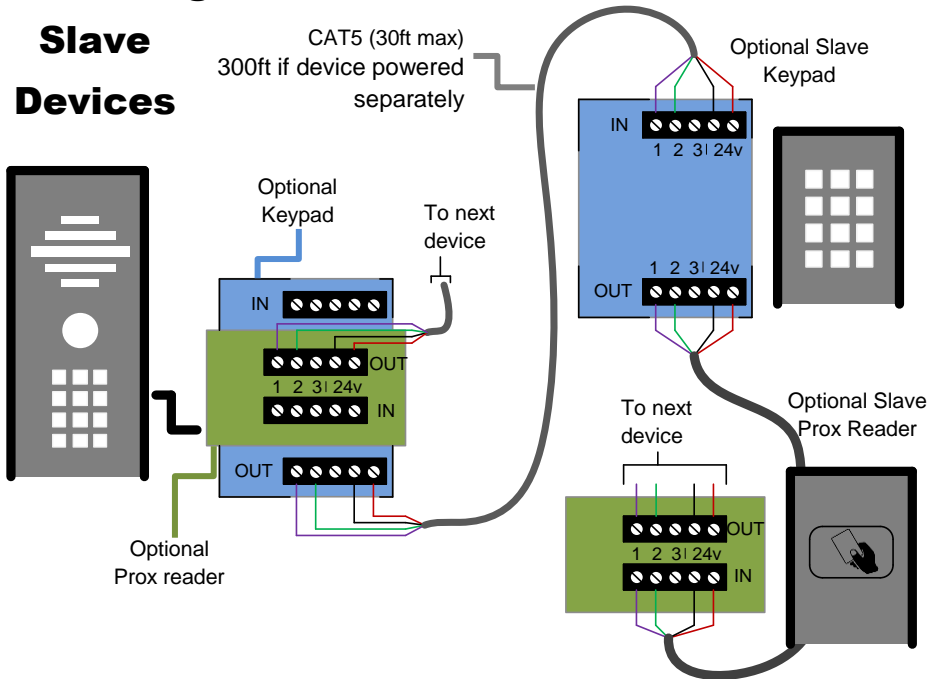 Slave
Devices
CAT5 (30ft max)
300ft if device powered
separately
Optional Slave
Keypad
IN
1 2 3 24v
1 2 3 24v
OUT
Optional
Keypad
To next
device
IN
OUT
1 2 3 24v
IN
OUT
Optional
Prox reader
To next
device
Optional Slave
Prox Reader
OUT
1 2 3 24v
IN